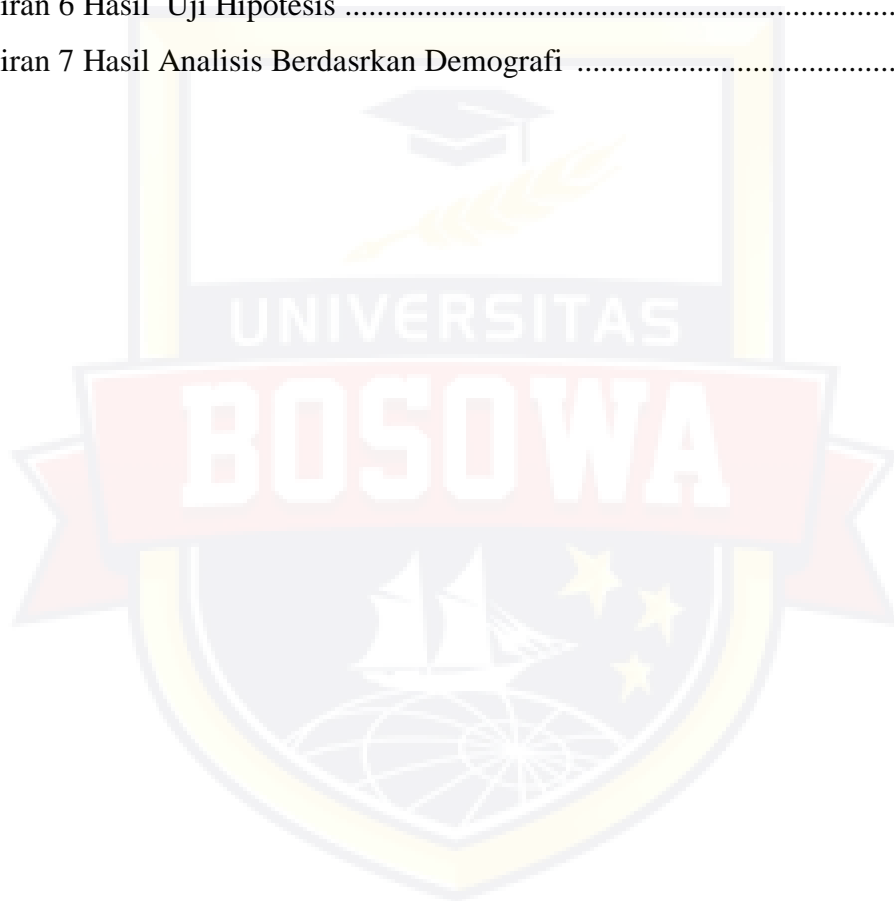 iran 6 Hasil Uji Hipotesis ........................................................................
iran 7 Hasil Analisis Berdasrkan Demografi ..........................................
UNIVERSITAS
BOSOWA